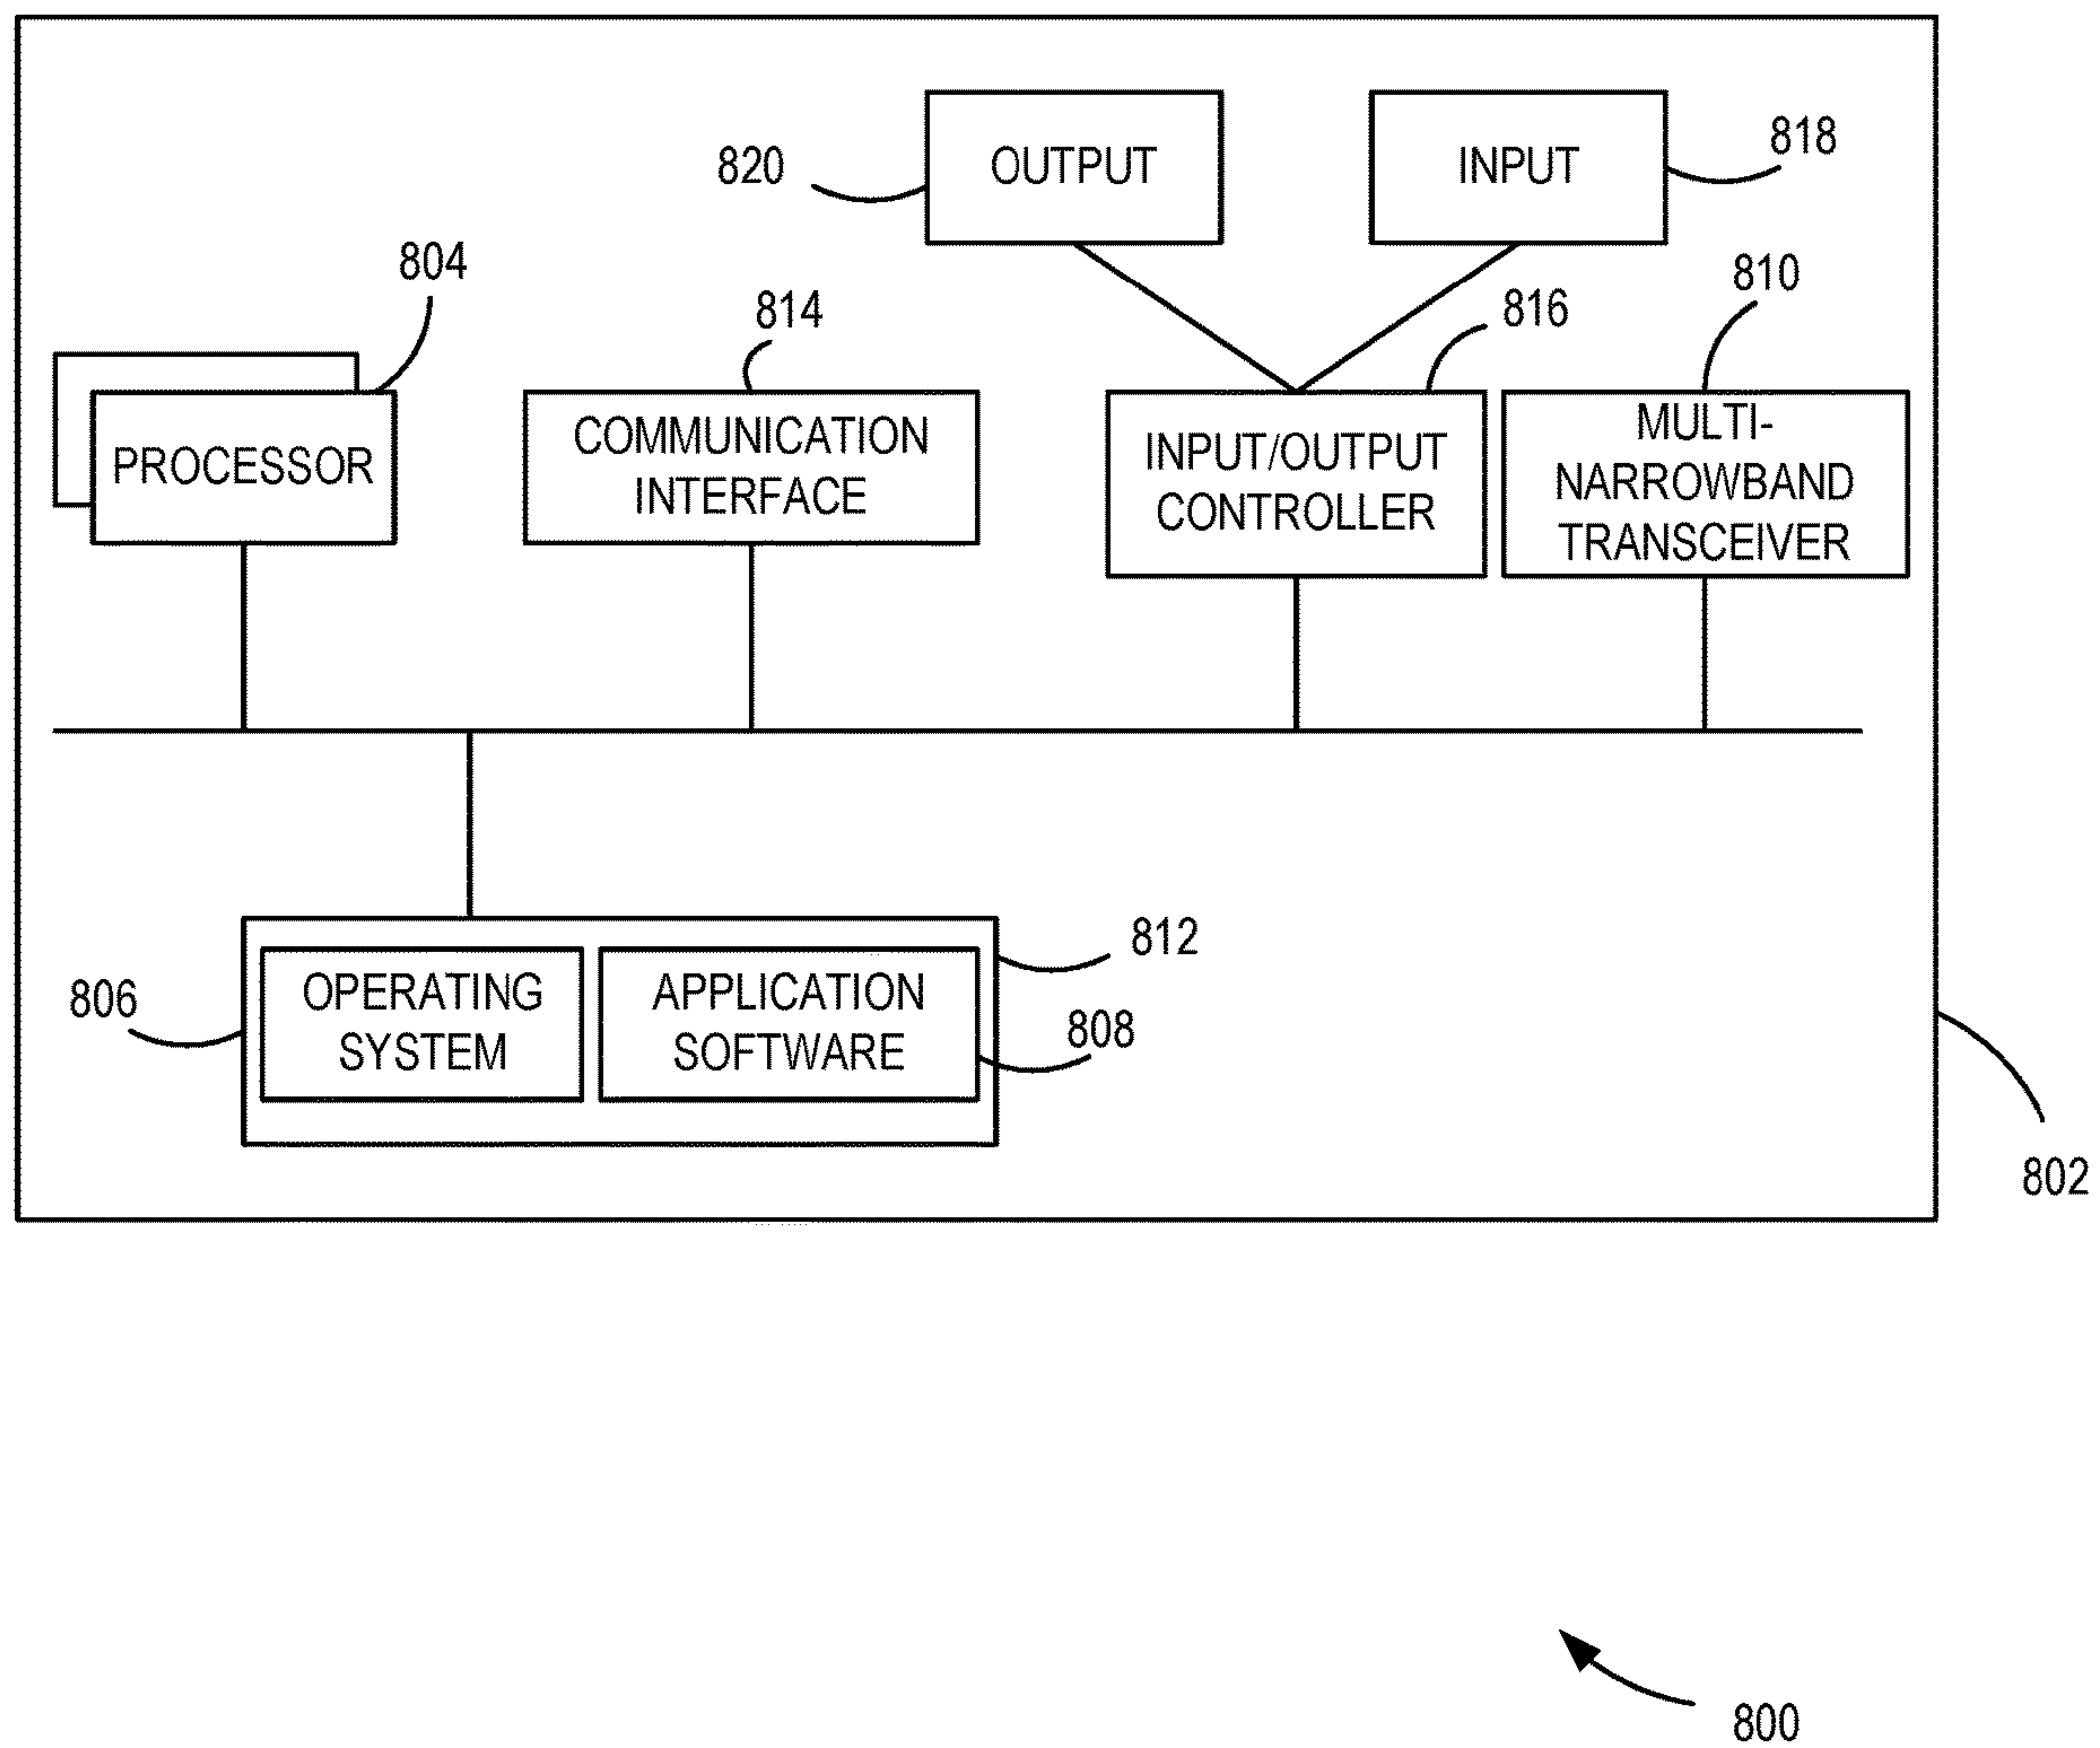 820
OUTPUT
INPUT
818
804
814
816
810
PROCESSOR
COMMUNICATION
INTERFACE
INPUT/OUTPUT
CONTROLLER
MULTI-
NARROWBAND
TRANSCEIVER
806
OPERATING
SYSTEM
APPLICATION
SOFTWARE
812
808
802
800